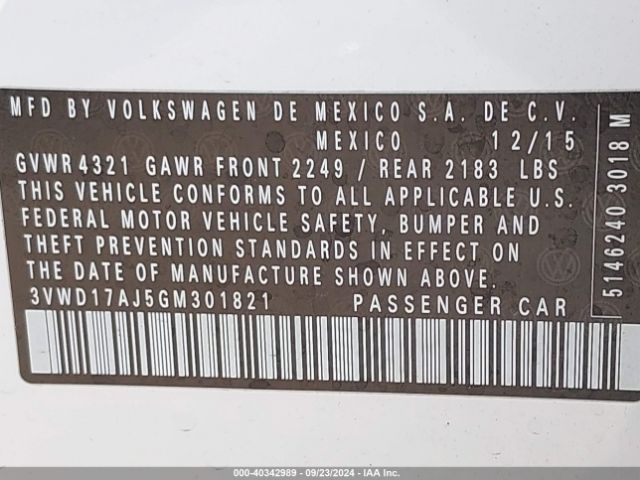 MFD BY VOLKSWAGEN DE MEXICO S.A. DE C.V.
MEXICO 12/15
GVWR 4321 GAWR FRONT 2249 / REAR 2183 LBS
THIS VEHICLE CONFORMS TO ALL APPLICABLE U.S.
FEDERAL MOTOR VEHICLE SAFETY, BUMPER AND
THEFT PREVENTION STANDARDS IN EFFECT ON
THE DATE OF MANUFACTURE SHOWN ABOVE.
3VWD17AJ5GM301821 PASSENGER CAR
5146240 3018 M
000-40342989 - 09/23/2024 - IAA Inc.